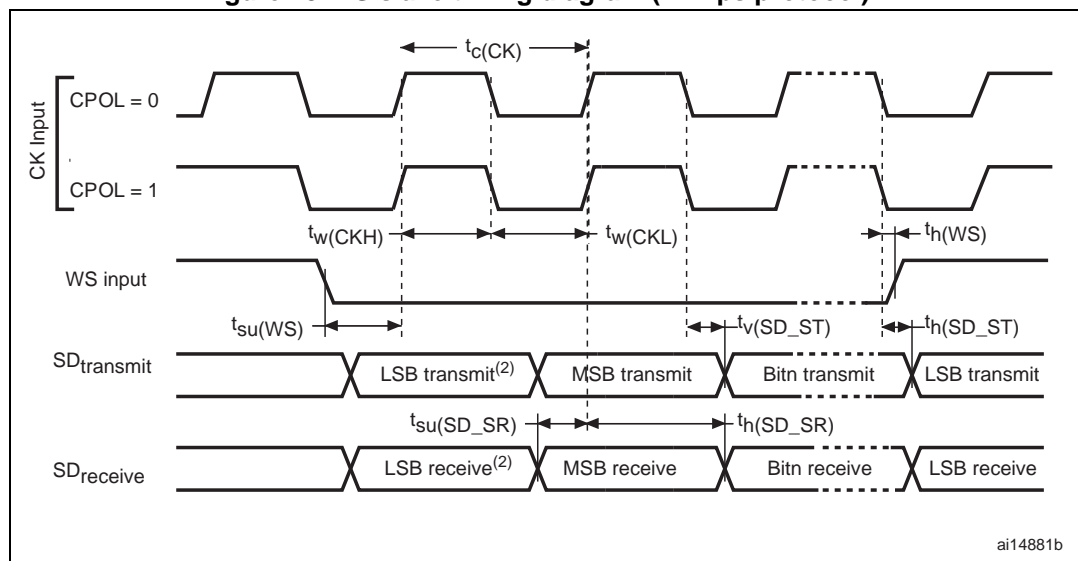 tc(CK)
CK Input
CPOL = 0
CPOL = 1
tw(CKH)
tw(CKL)
th(WS)
WS input
tsu(WS)
tv(SD_ST)
th(SD_ST)
SDtransmit
LSB transmit(2)
MSB transmit
Bitn transmit
LSB transmit
tsu(SD_SR)
th(SD_SR)
SDreceive
LSB receive(2)
MSB receive
Bitn receive
LSB receive
ai14881b